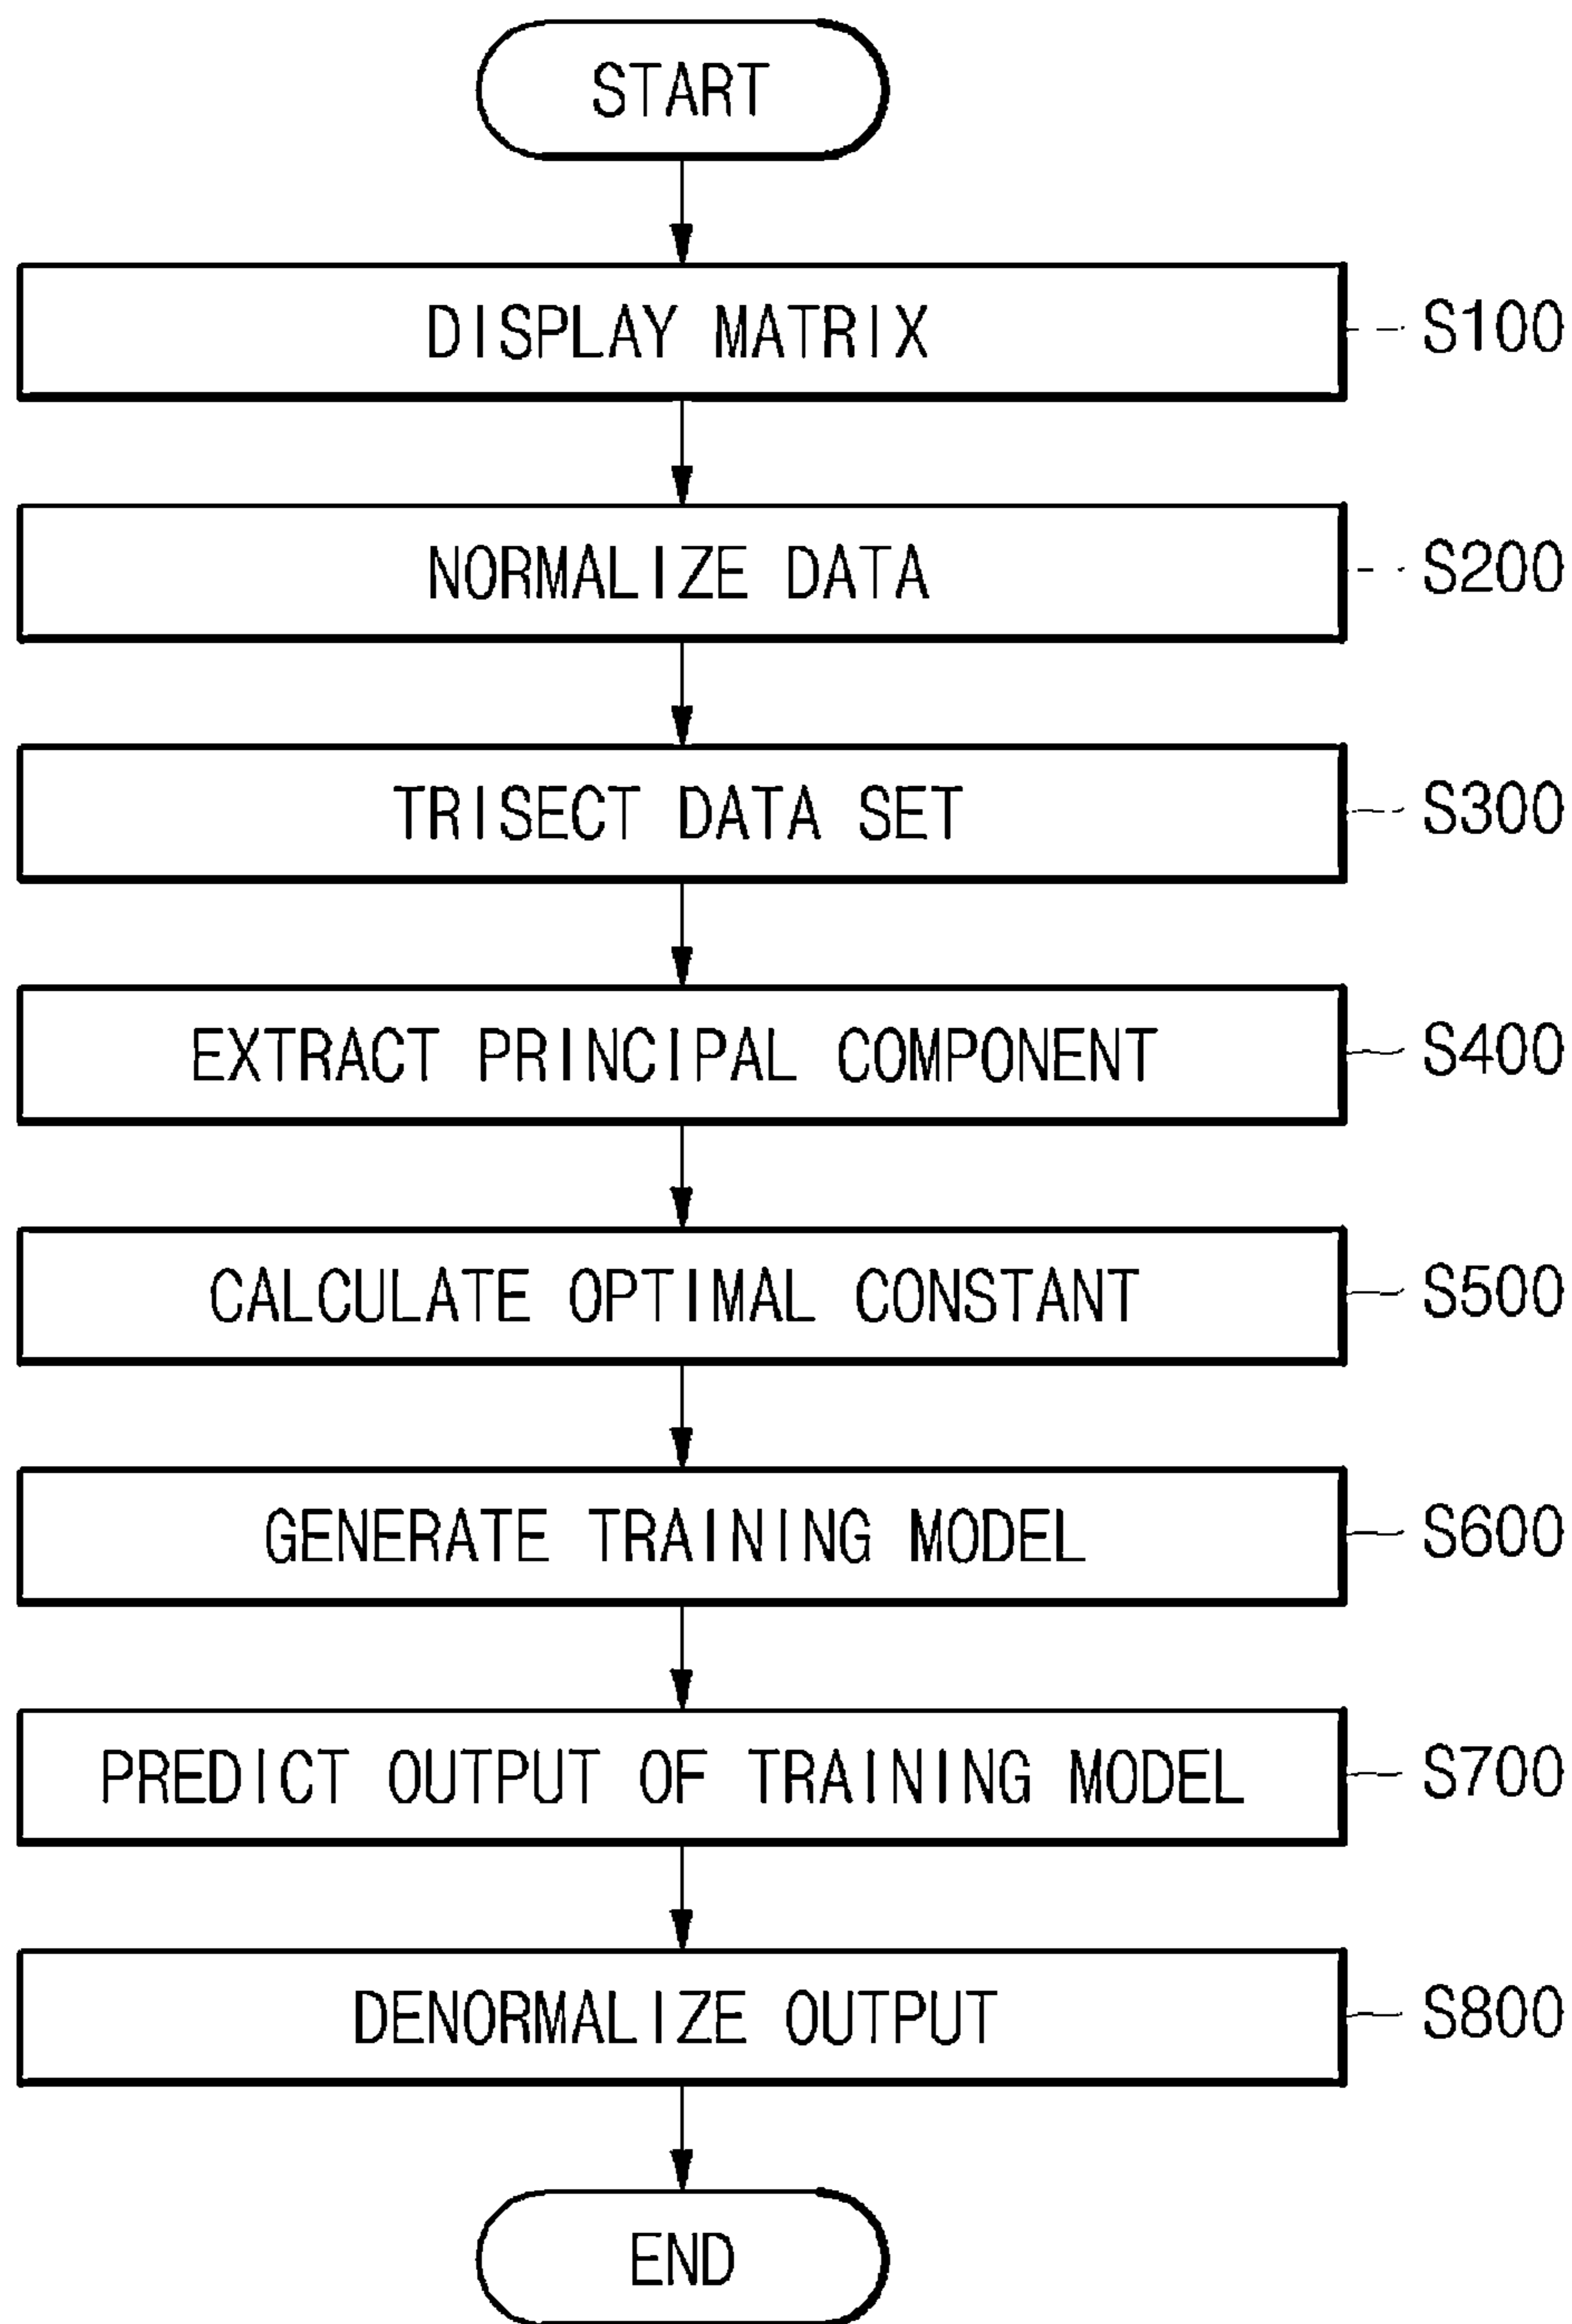 START
DISPLAY MATRIX S100
NORMALIZE DATA S200
TRISECT DATA SET S300
EXTRACT PRINCIPAL COMPONENT S400
CALCULATE OPTIMAL CONSTANT S500
GENERATE TRAINING MODEL S600
PREDICT OUTPUT OF TRAINING MODEL S700
DENORMALIZE OUTPUT S800
END